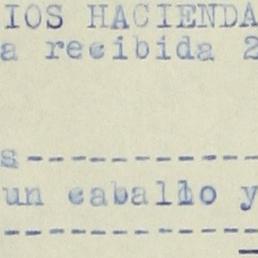 IOS HACIENDA
a recibida 2
s-----------
un caballo y
------------